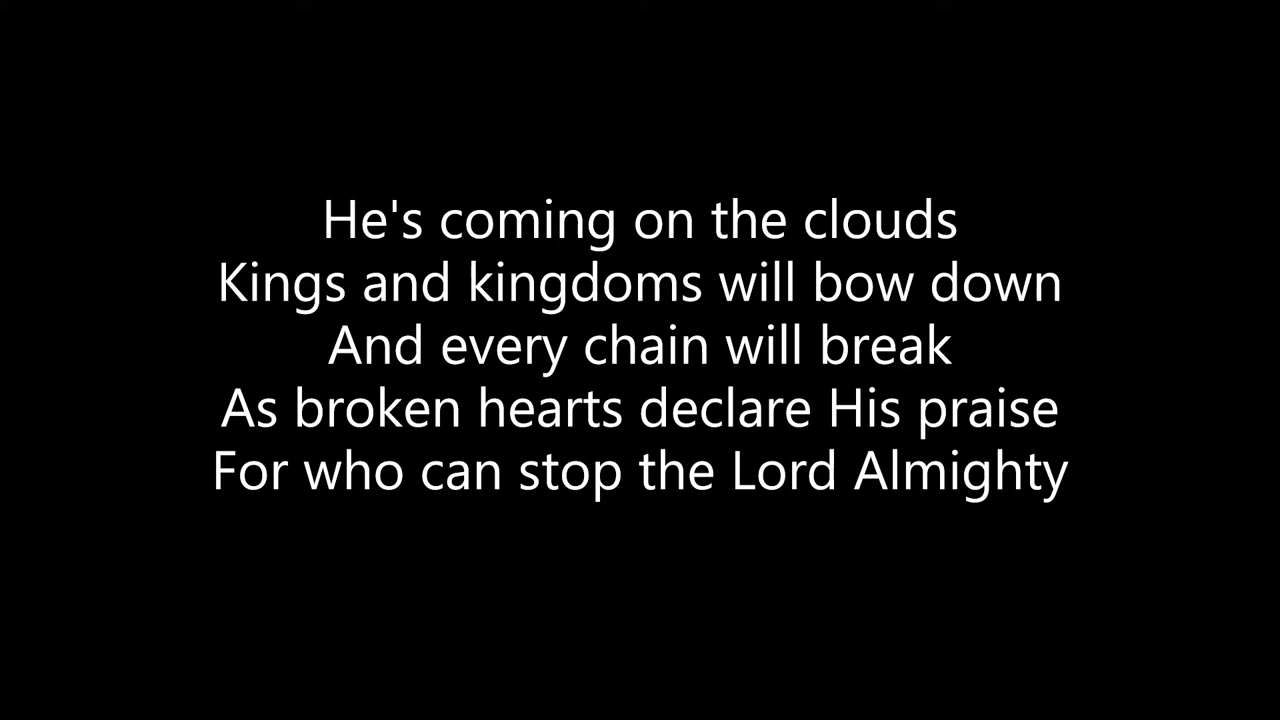 He's coming on the clouds
Kings and kingdoms will bow down
And every chain will break
As broken hearts declare His praise
For who can stop the Lord Almighty